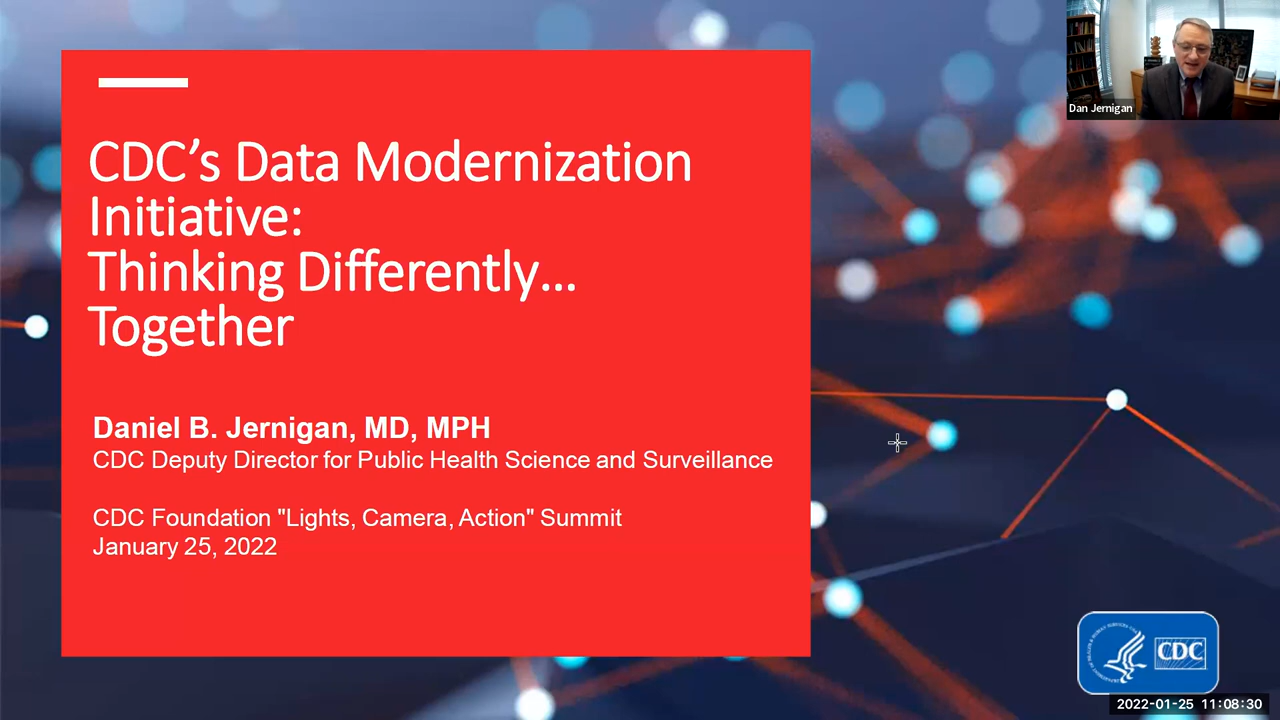 Dan Jernigan
CDC’s Data Modernization
Initiative:
Thinking Differently…
Together
Daniel B. Jernigan, MD, MPH
CDC Deputy Director for Public Health Science and Surveillance
CDC Foundation "Lights, Camera, Action" Summit
January 25, 2022
CDC
2022-01-25 11:08:30